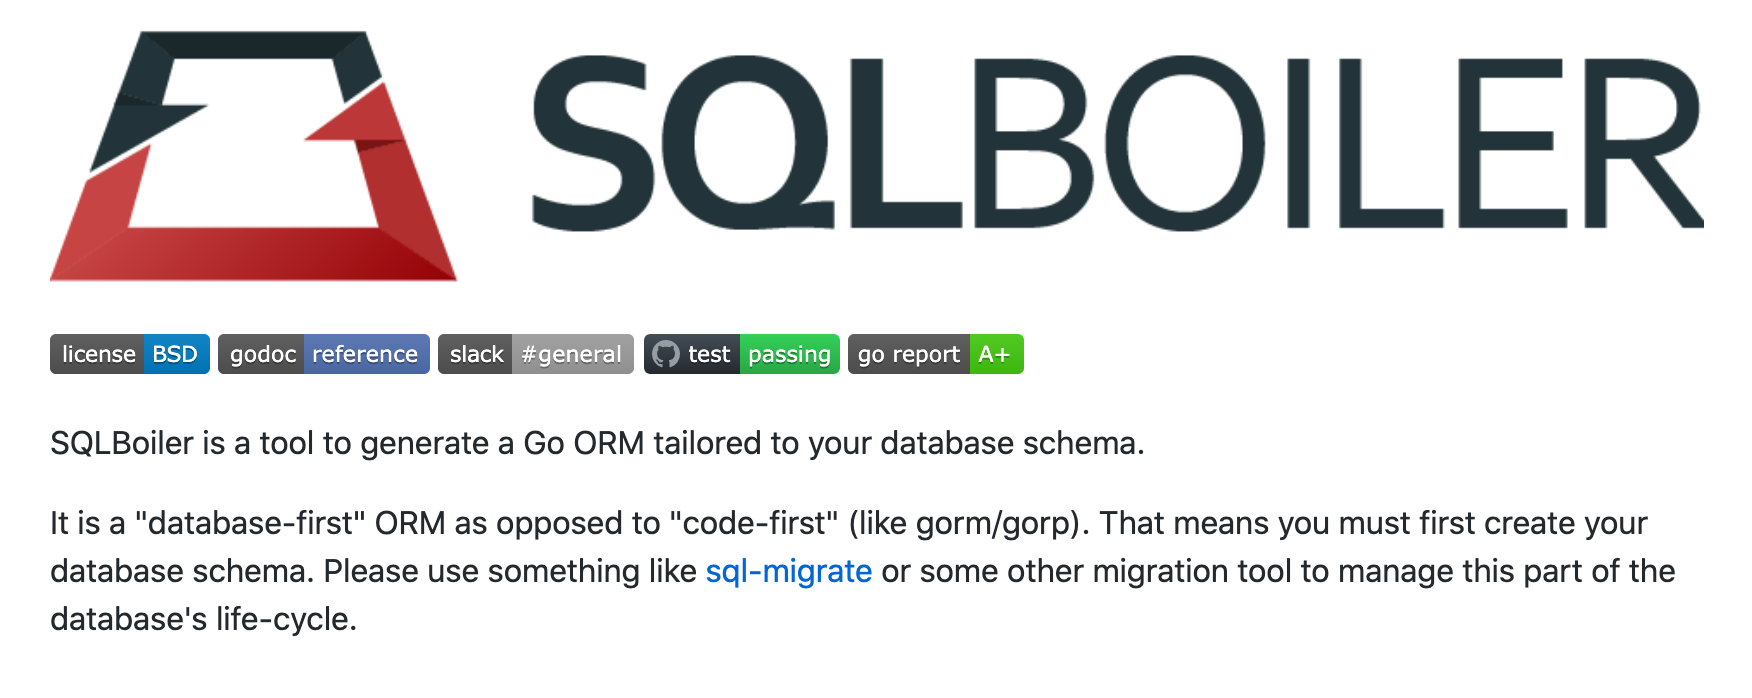 SQLBOILER
license BSD godoc reference slack #general test passing go report A+
SQLBoiler is a tool to generate a Go ORM tailored to your database schema.
It is a "database-first" ORM as opposed to "code-first" (like gorm/gorp). That means you must first create your
database schema. Please use something like sql-migrate or some other migration tool to manage this part of the
database's life-cycle.